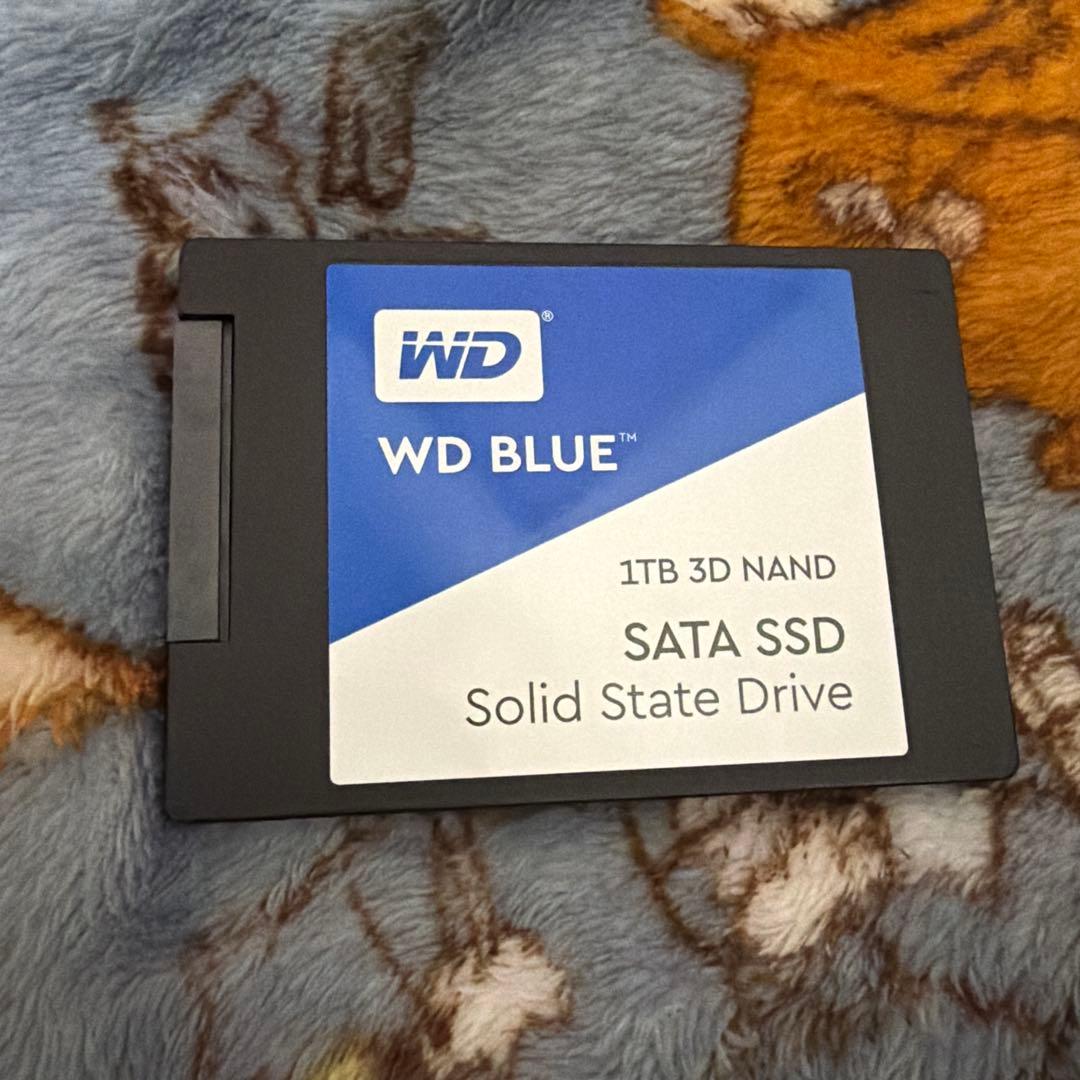 WD®
WD BLUE™
1TB 3D NAND
SATA SSD
Solid State Drive